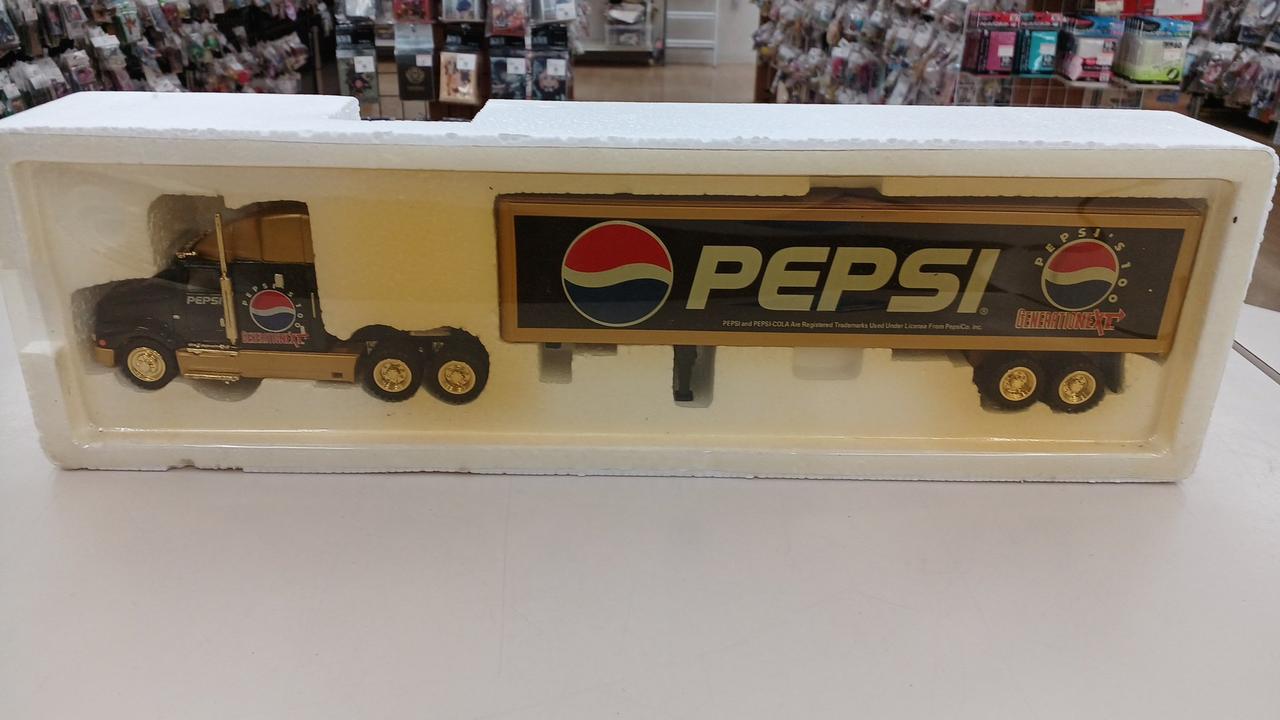 PEPSI
PEPSI'S 100
GENERATIONEXT
PEPSI®
PEPSI and PEPSI-COLA Are Registered Trademarks Used Under License From PepsiCo. Inc.
PEPSI'S 100
GENERATIONEXT